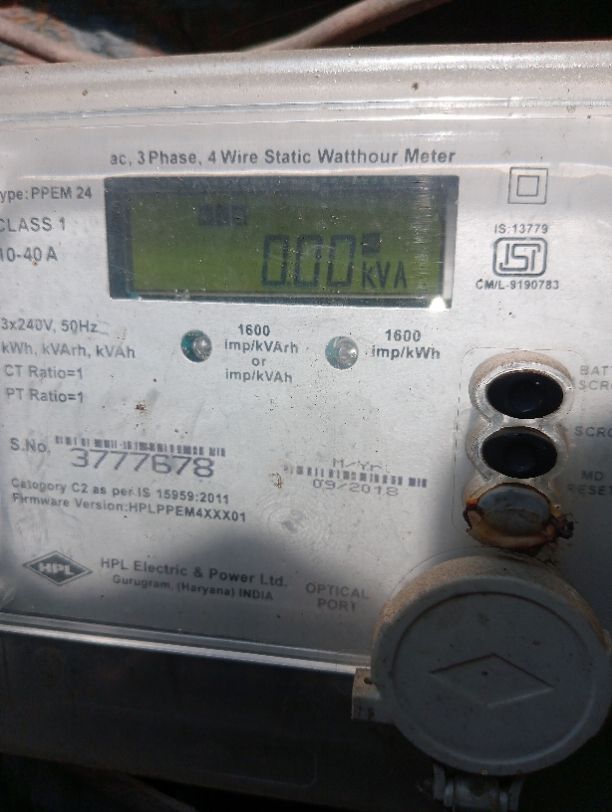 ac, 3 Phase, 4 Wire Static Watthour Meter
ype: PPEM 24
CLASS 1
10-40 A
0.00 kVA
IS:13779
ISI
CM/L-9190783
3x240V, 50Hz
kWh, kVArh, kVAh
CT Ratio=1
PT Ratio=1
1600
imp/kVArh
or
imp/kVAh
1600
imp/kWh
BATT
SCR
SCRO
MD
RESET
S.No.
3777678
M/YR.
09/2018
Category C2 as per IS 15959:2011
Firmware Version:HPLPPEM4XXX01
HPL
HPL Electric & Power Ltd.
Gurugram, (Haryana) INDIA
OPTICAL
PORT